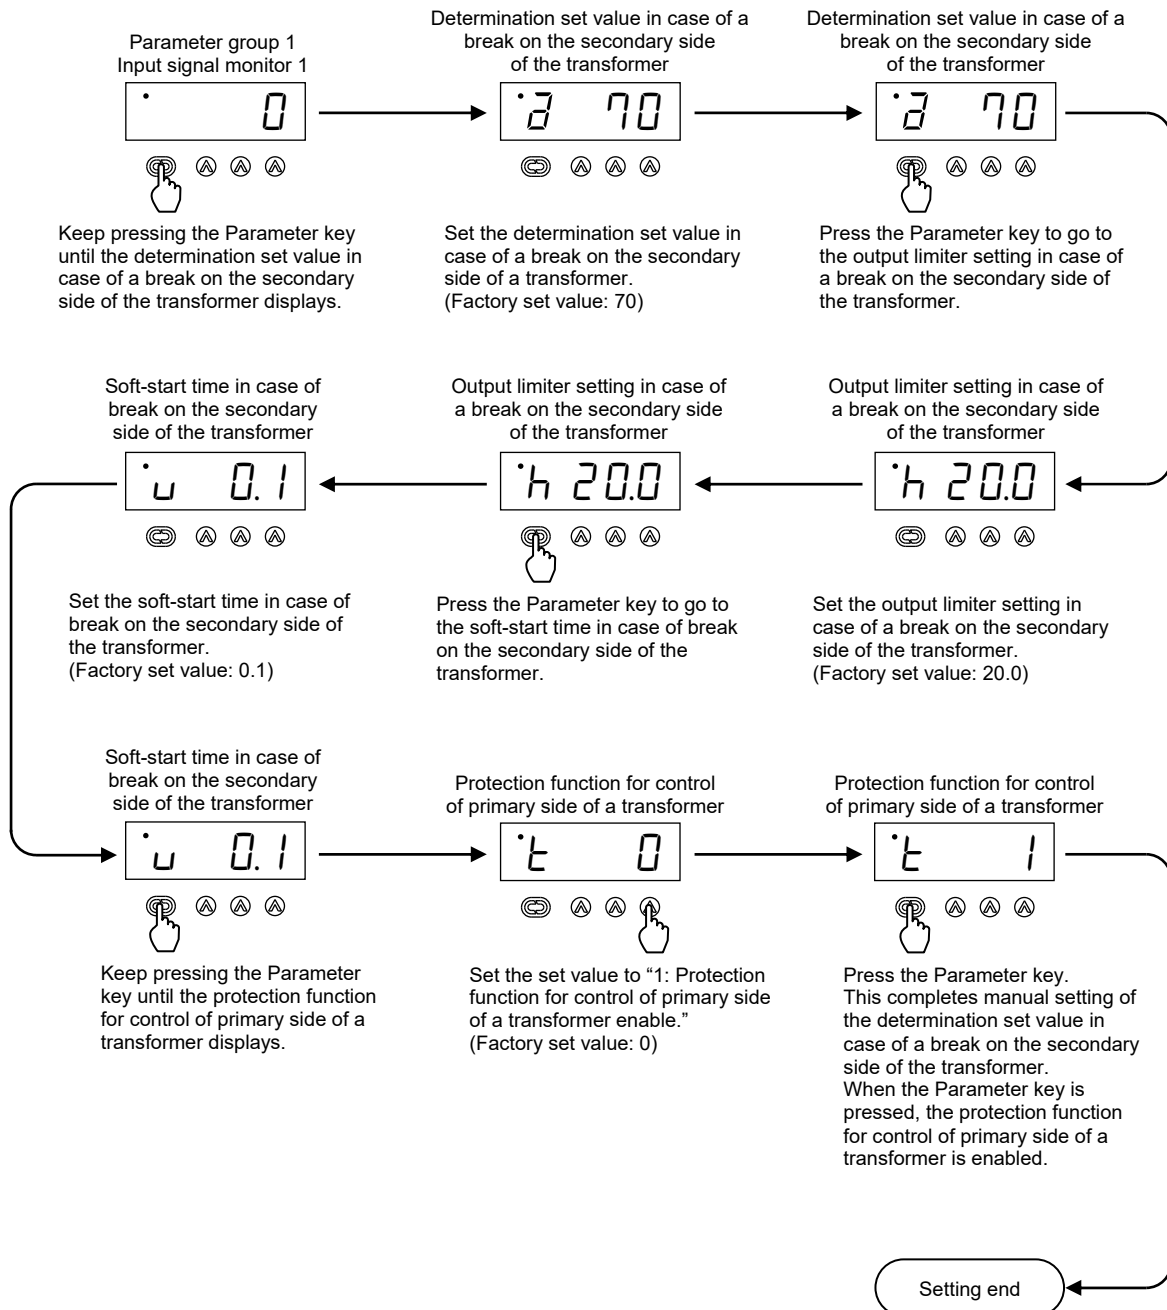 Parameter group 1
Input signal monitor 1
0
Keep pressing the Parameter key
until the determination set value in
case of a break on the secondary
side of the transformer displays.
Determination set value in case of a
break on the secondary side
of the transformer
70
Set the determination set value in
case of a break on the secondary
side of a transformer.
(Factory set value: 70)
Determination set value in case of a
break on the secondary side
of the transformer
70
Press the Parameter key to go to
the output limiter setting in case of
a break on the secondary side of
the transformer.
Output limiter setting in case of
a break on the secondary side
of the transformer
h 20.0
Set the output limiter setting in
case of a break on the secondary
side of the transformer.
(Factory set value: 20.0)
Output limiter setting in case of
a break on the secondary side
of the transformer
h 20.0
Press the Parameter key to go to
the soft-start time in case of break
on the secondary side of the
transformer.
Soft-start time in case of
break on the secondary
side of the transformer
u 0.1
Set the soft-start time in case of
break on the secondary side of
the transformer.
(Factory set value: 0.1)
Soft-start time in case of
break on the secondary
side of the transformer
u 0.1
Keep pressing the Parameter
key until the protection function
for control of primary side of a
transformer displays.
Protection function for control
of primary side of a transformer
t 0
Set the set value to “1: Protection
function for control of primary side
of a transformer enable.”
(Factory set value: 0)
Protection function for control
of primary side of a transformer
t 1
Press the Parameter key.
This completes manual setting of
the determination set value in
case of a break on the secondary
side of the transformer.
When the Parameter key is
pressed, the protection function
for control of primary side of a
transformer is enabled.
Setting end